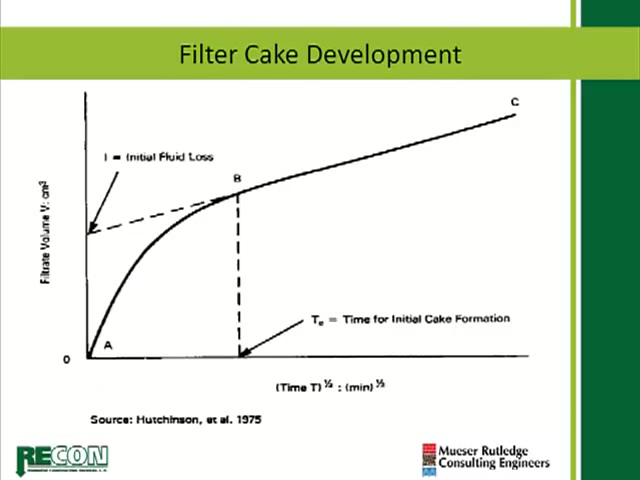 Filter Cake Development
C
I = Initial Fluid Loss
B
Filtrate Volume V: cm³
Tₑ = Time for Initial Cake Formation
A
0
(Time T)^½ : (min)^½
Source: Hutchinson, et al. 1975
RECON
Mueser Rutledge
Consulting Engineers